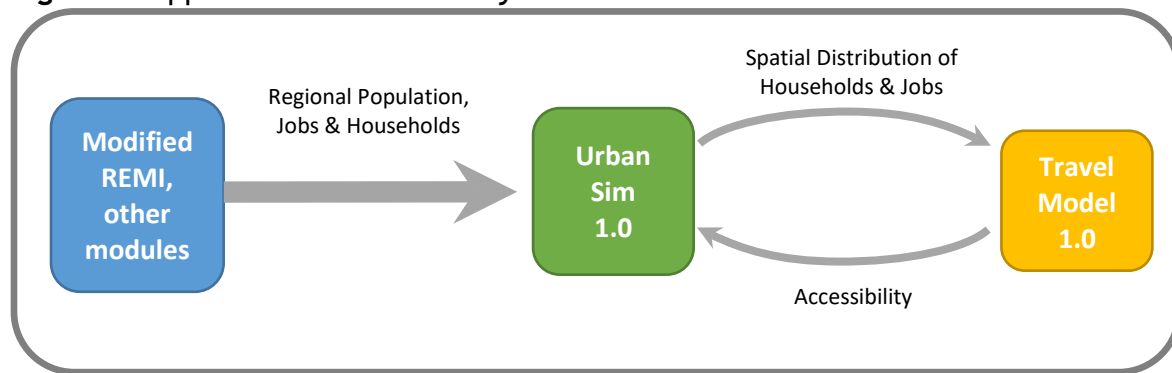 Regional Population,
Jobs & Households
Spatial Distribution of
Households & Jobs
Modified
REMI,
other
modules
Urban
Sim
1.0
Travel
Model
1.0
Accessibility